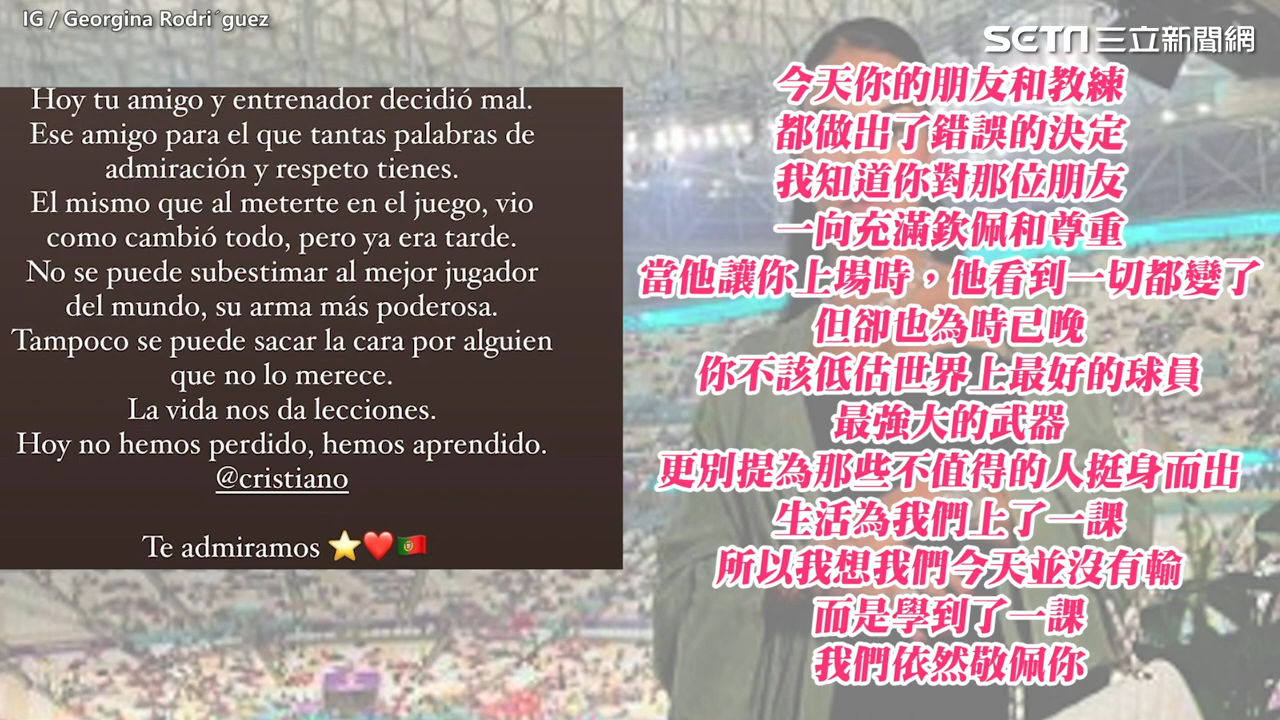 IG / Georgina Rodri´guez
SETN三立新聞網
Hoy tu amigo y entrenador decidió mal.
Ese amigo para el que tantas palabras de
admiración y respeto tienes.
El mismo que al meterte en el juego, vio
como cambió todo, pero ya era tarde.
No se puede subestimar al mejor jugador
del mundo, su arma más poderosa.
Tampoco se puede sacar la cara por alguien
que no lo merece.
La vida nos da lecciones.
Hoy no hemos perdido, hemos aprendido.
@cristiano
Te admiramos ⭐❤️🇵🇹
今天你的朋友和教練
都做出了錯誤的決定
我知道你對那位朋友
一向充滿欽佩和尊重
當他讓你上場時，他看到一切都變了
但卻也為時已晚
你不該低估世界上最好的球員
最強大的武器
更別提為那些不值得的人挺身而出
生活為我們上了一課
所以我想我們今天並沒有輸
而是學到了一課
我們依然敬佩你